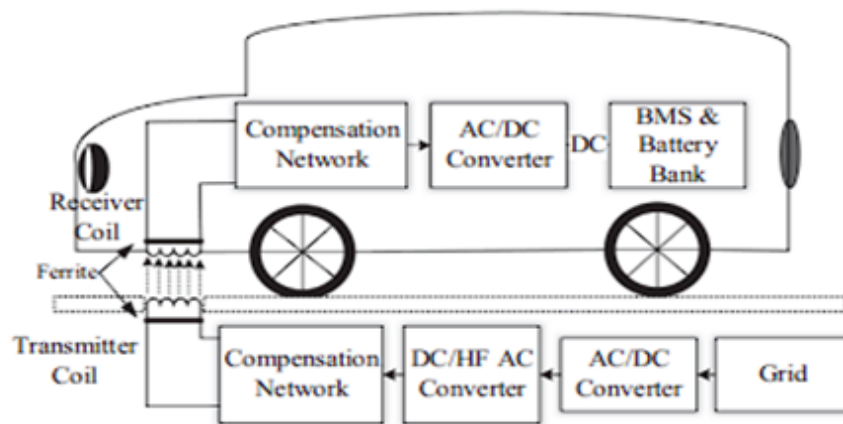 Compensation
Network
AC/DC
Converter
DC
BMS &
Battery
Bank
Receiver
Coil
Ferrite
Transmitter
Coil
Compensation
Network
DC/HF AC
Converter
AC/DC
Converter
Grid